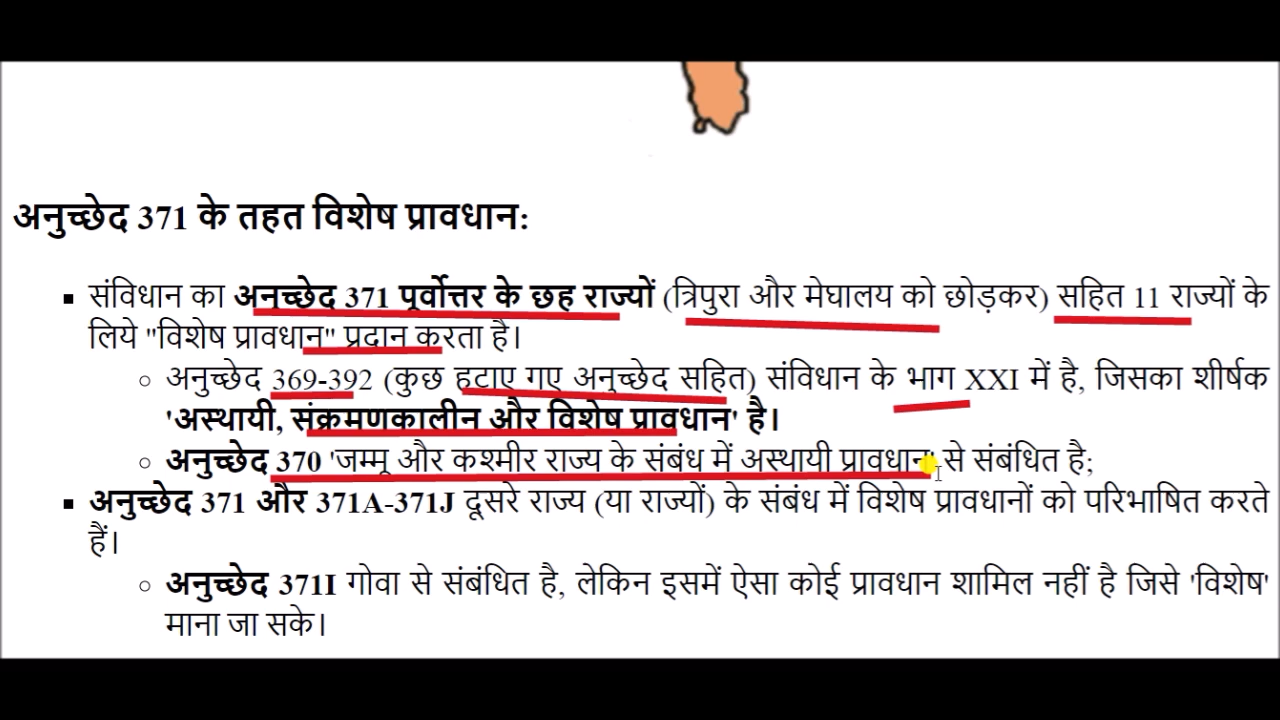 अनुच्छेद 371 के तहत विशेष प्रावधान:
संविधान का अनुच्छेद 371 पूर्वोत्तर के छह राज्यों (त्रिपुरा और मेघालय को छोड़कर) सहित 11 राज्यों के
लिये "विशेष प्रावधान" प्रदान करता है।
अनुच्छेद 369-392 (कुछ हटाए गए अनुच्छेद सहित) संविधान के भाग XXI में है, जिसका शीर्षक
'अस्थायी, संक्रमणकालीन और विशेष प्रावधान' है।
अनुच्छेद 370 'जम्मू और कश्मीर राज्य के संबंध में अस्थायी प्रावधान' से संबंधित है;
अनुच्छेद 371 और 371A-371J दूसरे राज्य (या राज्यों) के संबंध में विशेष प्रावधानों को परिभाषित करते
हैं।
अनुच्छेद 371I गोवा से संबंधित है, लेकिन इसमें ऐसा कोई प्रावधान शामिल नहीं है जिसे 'विशेष'
माना जा सके।